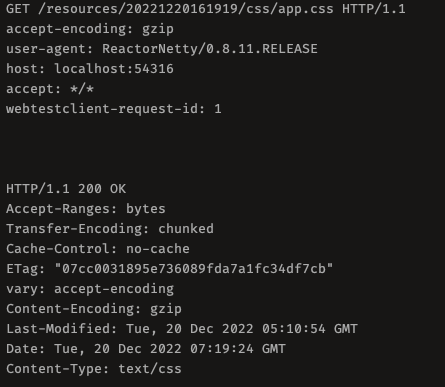 GET /resources/20221220161919/css/app.css HTTP/1.1
accept-encoding: gzip
user-agent: ReactorNetty/0.8.11.RELEASE
host: localhost:54316
accept: */*
webtestclient-request-id: 1
HTTP/1.1 200 OK
Accept-Ranges: bytes
Transfer-Encoding: chunked
Cache-Control: no-cache
ETag: "07cc0031895e736089fda7a1fc34df7cb"
vary: accept-encoding
Content-Encoding: gzip
Last-Modified: Tue, 20 Dec 2022 05:10:54 GMT
Date: Tue, 20 Dec 2022 07:19:24 GMT
Content-Type: text/css